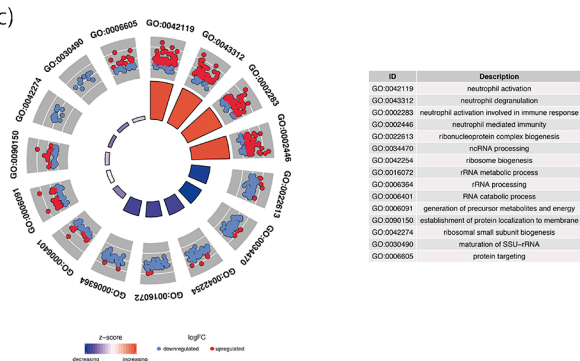 c)
GO:0006605
GO:0042119
GO:0043312
GO:0002283
GO:0002446
GO:0022613
GO:0034470
GO:0042254
GO:0016072
GO:0006364
GO:0006401
GO:0006091
GO:0090150
GO:0042274
GO:0030490
z-score
decreasing
increasing
logFC
downregulated
upregulated
ID Description
GO:0042119 neutrophil activation
GO:0043312 neutrophil degranulation
GO:0002283 neutrophil activation involved in immune response
GO:0002446 neutrophil mediated immunity
GO:0022613 ribonucleoprotein complex biogenesis
GO:0034470 ncRNA processing
GO:0042254 ribosome biogenesis
GO:0016072 rRNA metabolic process
GO:0006364 rRNA processing
GO:0006401 RNA catabolic process
GO:0006091 generation of precursor metabolites and energy
GO:0090150 establishment of protein localization to membrane
GO:0042274 ribosomal small subunit biogenesis
GO:0030490 maturation of SSU-rRNA
GO:0006605 protein targeting